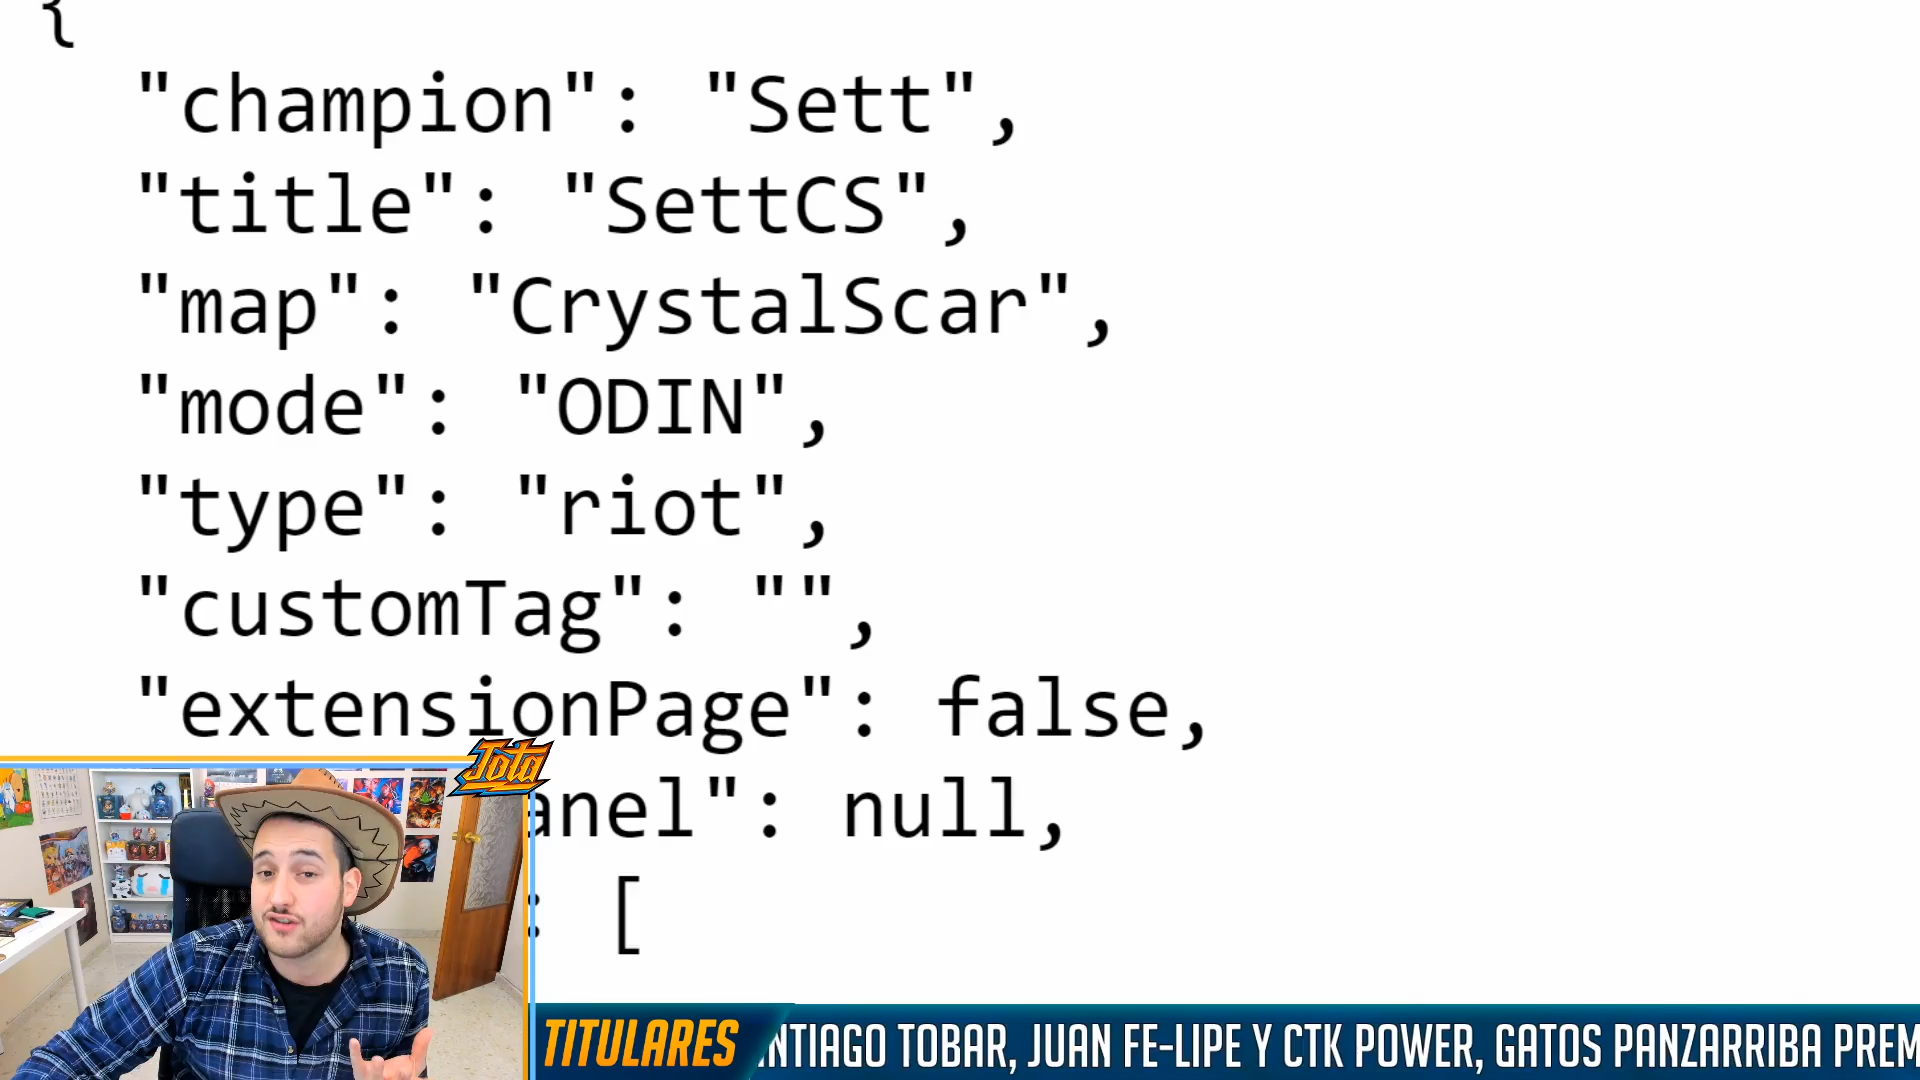 {
"champion": "Sett",
"title": "SettCS",
"map": "CrystalScar",
"mode": "ODIN",
"type": "riot",
"customTag": "",
"extensionPage": false,
anel": null,
: [
Jota
TITULARES
NTIAGO TOBAR, JUAN FE-LIPE Y CTK POWER, GATOS PANZARRIBA PREM